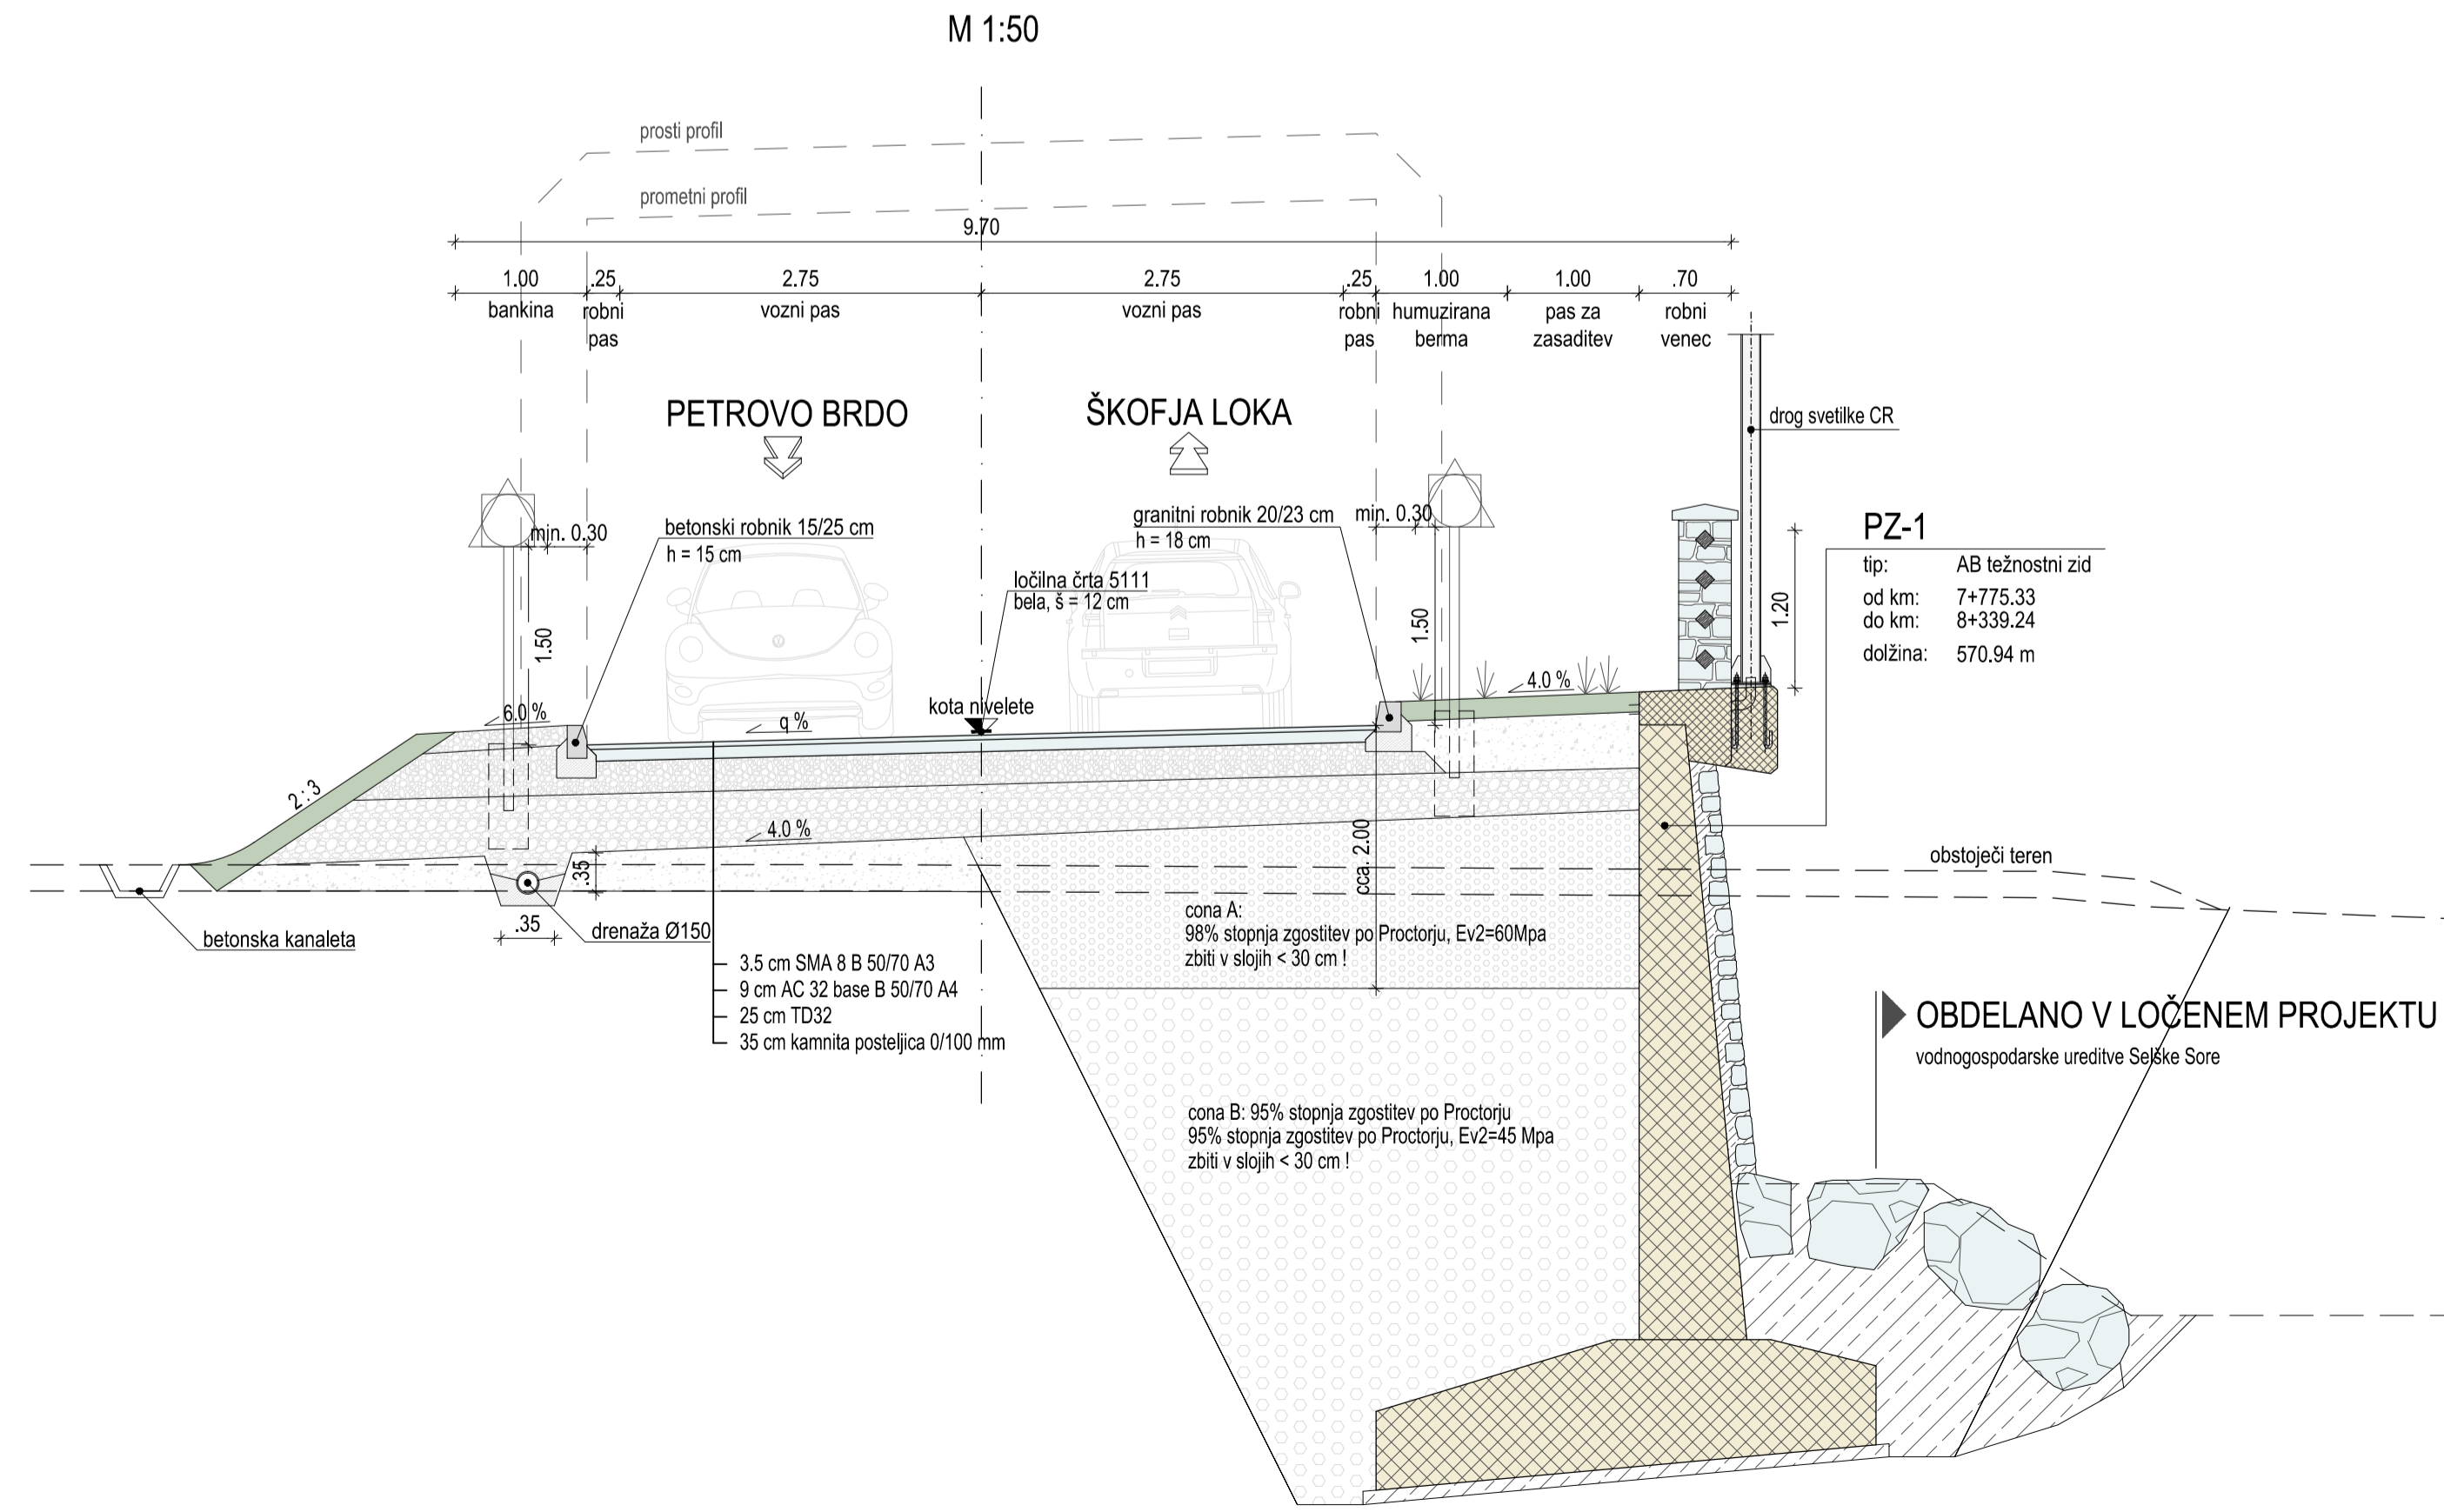 M 1:50
prosti profil
prometni profil
9.70
1.00 .25 2.75 2.75 .25 1.00 1.00 .70
bankina robni vozni pas vozni pas robni humuzirana pas za robni
pas pas berma zasaditev venec
PETROVO BRDO
ŠKOFJA LOKA
drog svetilke CR
min. 0.30
betonski robnik 15/25 cm
h = 15 cm
granitni robnik 20/23 cm
h = 18 cm
min. 0.30
ločilna črta 5111
bela, š = 12 cm
1.50
1.50
1.20
PZ-1
tip: AB težnostni zid
od km: 7+775.33
do km: 8+339.24
dolžina: 570.94 m
6.0 %
q %
kota nivelete
4.0 %
2 : 3
4.0 %
.35
.35
cca. 2.00
obstoječi teren
betonska kanaleta
drenaža Ø150
3.5 cm SMA 8 B 50/70 A3
9 cm AC 32 base B 50/70 A4
25 cm TD32
35 cm kamnita posteljica 0/100 mm
cona A:
98% stopnja zgostitev po Proctorju, Ev2=60Mpa
zbiti v slojih < 30 cm !
cona B: 95% stopnja zgostitev po Proctorju
95% stopnja zgostitev po Proctorju, Ev2=45 Mpa
zbiti v slojih < 30 cm !
OBDELANO V LOČENEM PROJEKTU
vodnogospodarske ureditve Selške Sore